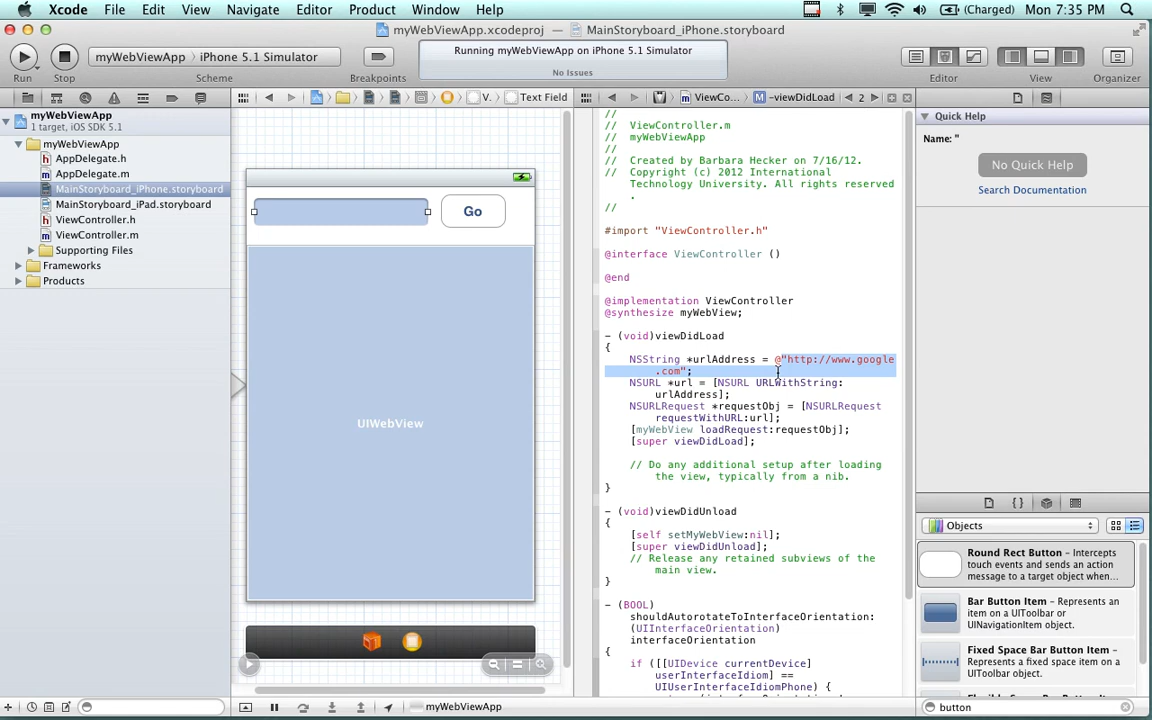 Xcode File Edit View Navigate Editor Product Window Help (Charged) Mon 7:35 PM
myWebViewApp.xcodeproj — MainStoryboard_iPhone.storyboard
Running myWebViewApp on iPhone 5.1 Simulator
No Issues
myWebViewApp iPhone 5.1 Simulator
Run Stop Scheme Breakpoints Editor View Organizer
V... Text Field ViewCo... M -viewDidLoad 2
myWebViewApp
1 target, iOS SDK 5.1
myWebViewApp
h AppDelegate.h
m AppDelegate.m
MainStoryboard_iPhone.storyboard
MainStoryboard_iPad.storyboard
h ViewController.h
m ViewController.m
Supporting Files
Frameworks
Products
Go
UIWebView
//
//  ViewController.m
//  myWebViewApp
//
//  Created by Barbara Hecker on 7/16/12.
//  Copyright (c) 2012 International
Technology University. All rights reserved
.
//
#import "ViewController.h"
@interface ViewController ()
@end
@implementation ViewController
@synthesize myWebView;
- (void)viewDidLoad
{
NSString *urlAddress = @"http://www.google
.com";
NSURL *url = [NSURL URLWithString:
urlAddress];
NSURLRequest *requestObj = [NSURLRequest
requestWithURL:url];
[myWebView loadRequest:requestObj];
[super viewDidLoad];
// Do any additional setup after loading
the view, typically from a nib.
}
- (void)viewDidUnload
{
[self setMyWebView:nil];
[super viewDidUnload];
// Release any retained subviews of the
main view.
}
- (BOOL)
shouldAutorotateToInterfaceOrientation:
(UIInterfaceOrientation)
interfaceOrientation
{
if ([[UIDevice currentDevice]
userInterfaceIdiom] ==
UIUserInterfaceIdiomPhone) {
Quick Help
Name: "
No Quick Help
Search Documentation
{ }
Objects
Round Rect Button – Intercepts
touch events and sends an action
message to a target object when...
Bar Button Item – Represents an
item on a UIToolbar or
UINavigationItem object.
Fixed Space Bar Button Item –
Represents a fixed space item on a
UIToolbar object.
myWebViewApp
button